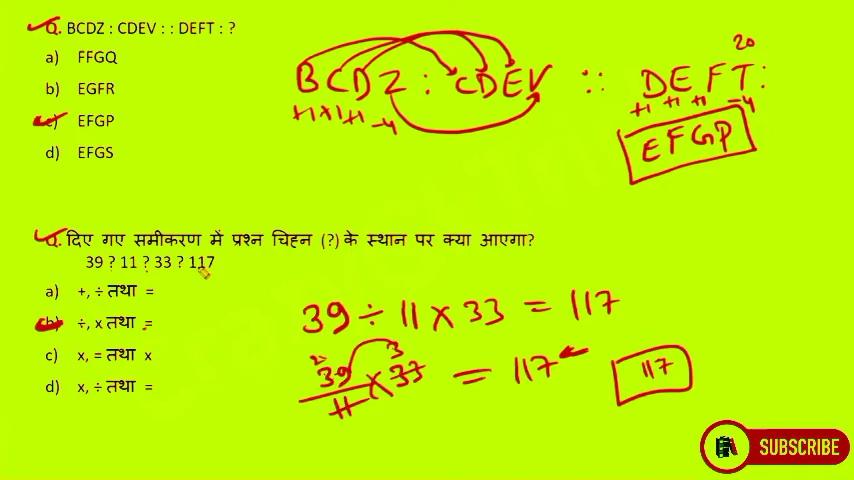 Q. BCDZ : CDEV : : DEFT : ?
a) FFGQ
b) EGFR
c) EFGP
d) EFGS
BCDZ : CDEV :: DEFT :
20
+1 +1 +1 -4
+1 +1 +1 -4
EFGP
Q. दिए गए समीकरण में प्रश्न चिह्न (?) के स्थान पर क्या आएगा?
39 ? 11 ? 33 ? 117
a) +, ÷ तथा =
b) ÷, x तथा =
c) x, = तथा x
d) x, ÷ तथा =
39 ÷ 11 x 33 = 117
39/11 x 33 = 117
3
117
SUBSCRIBE